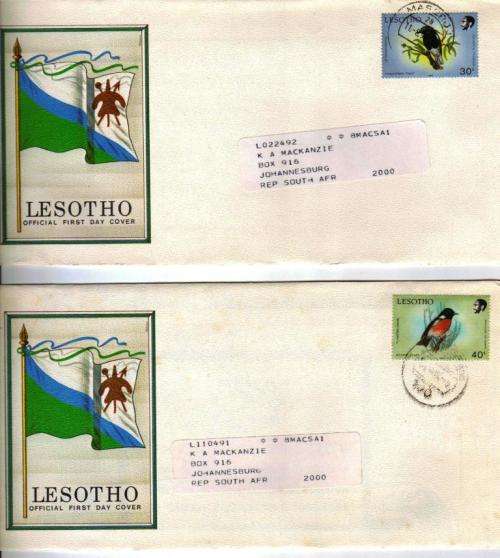 MASERU
LESOTHO
30s
L022492 0 0 8MACSA1
K A MACKANZIE
BOX 916
JOHANNESBURG
REP SOUTH AFR 2000
LESOTHO
OFFICIAL FIRST DAY COVER
LESOTHO
40s
L110491 0 0 8MACSA1
K A MACKANZIE
BOX 916
JOHANNESBURG
REP SOUTH AFR 2000
LESOTHO
OFFICIAL FIRST DAY COVER